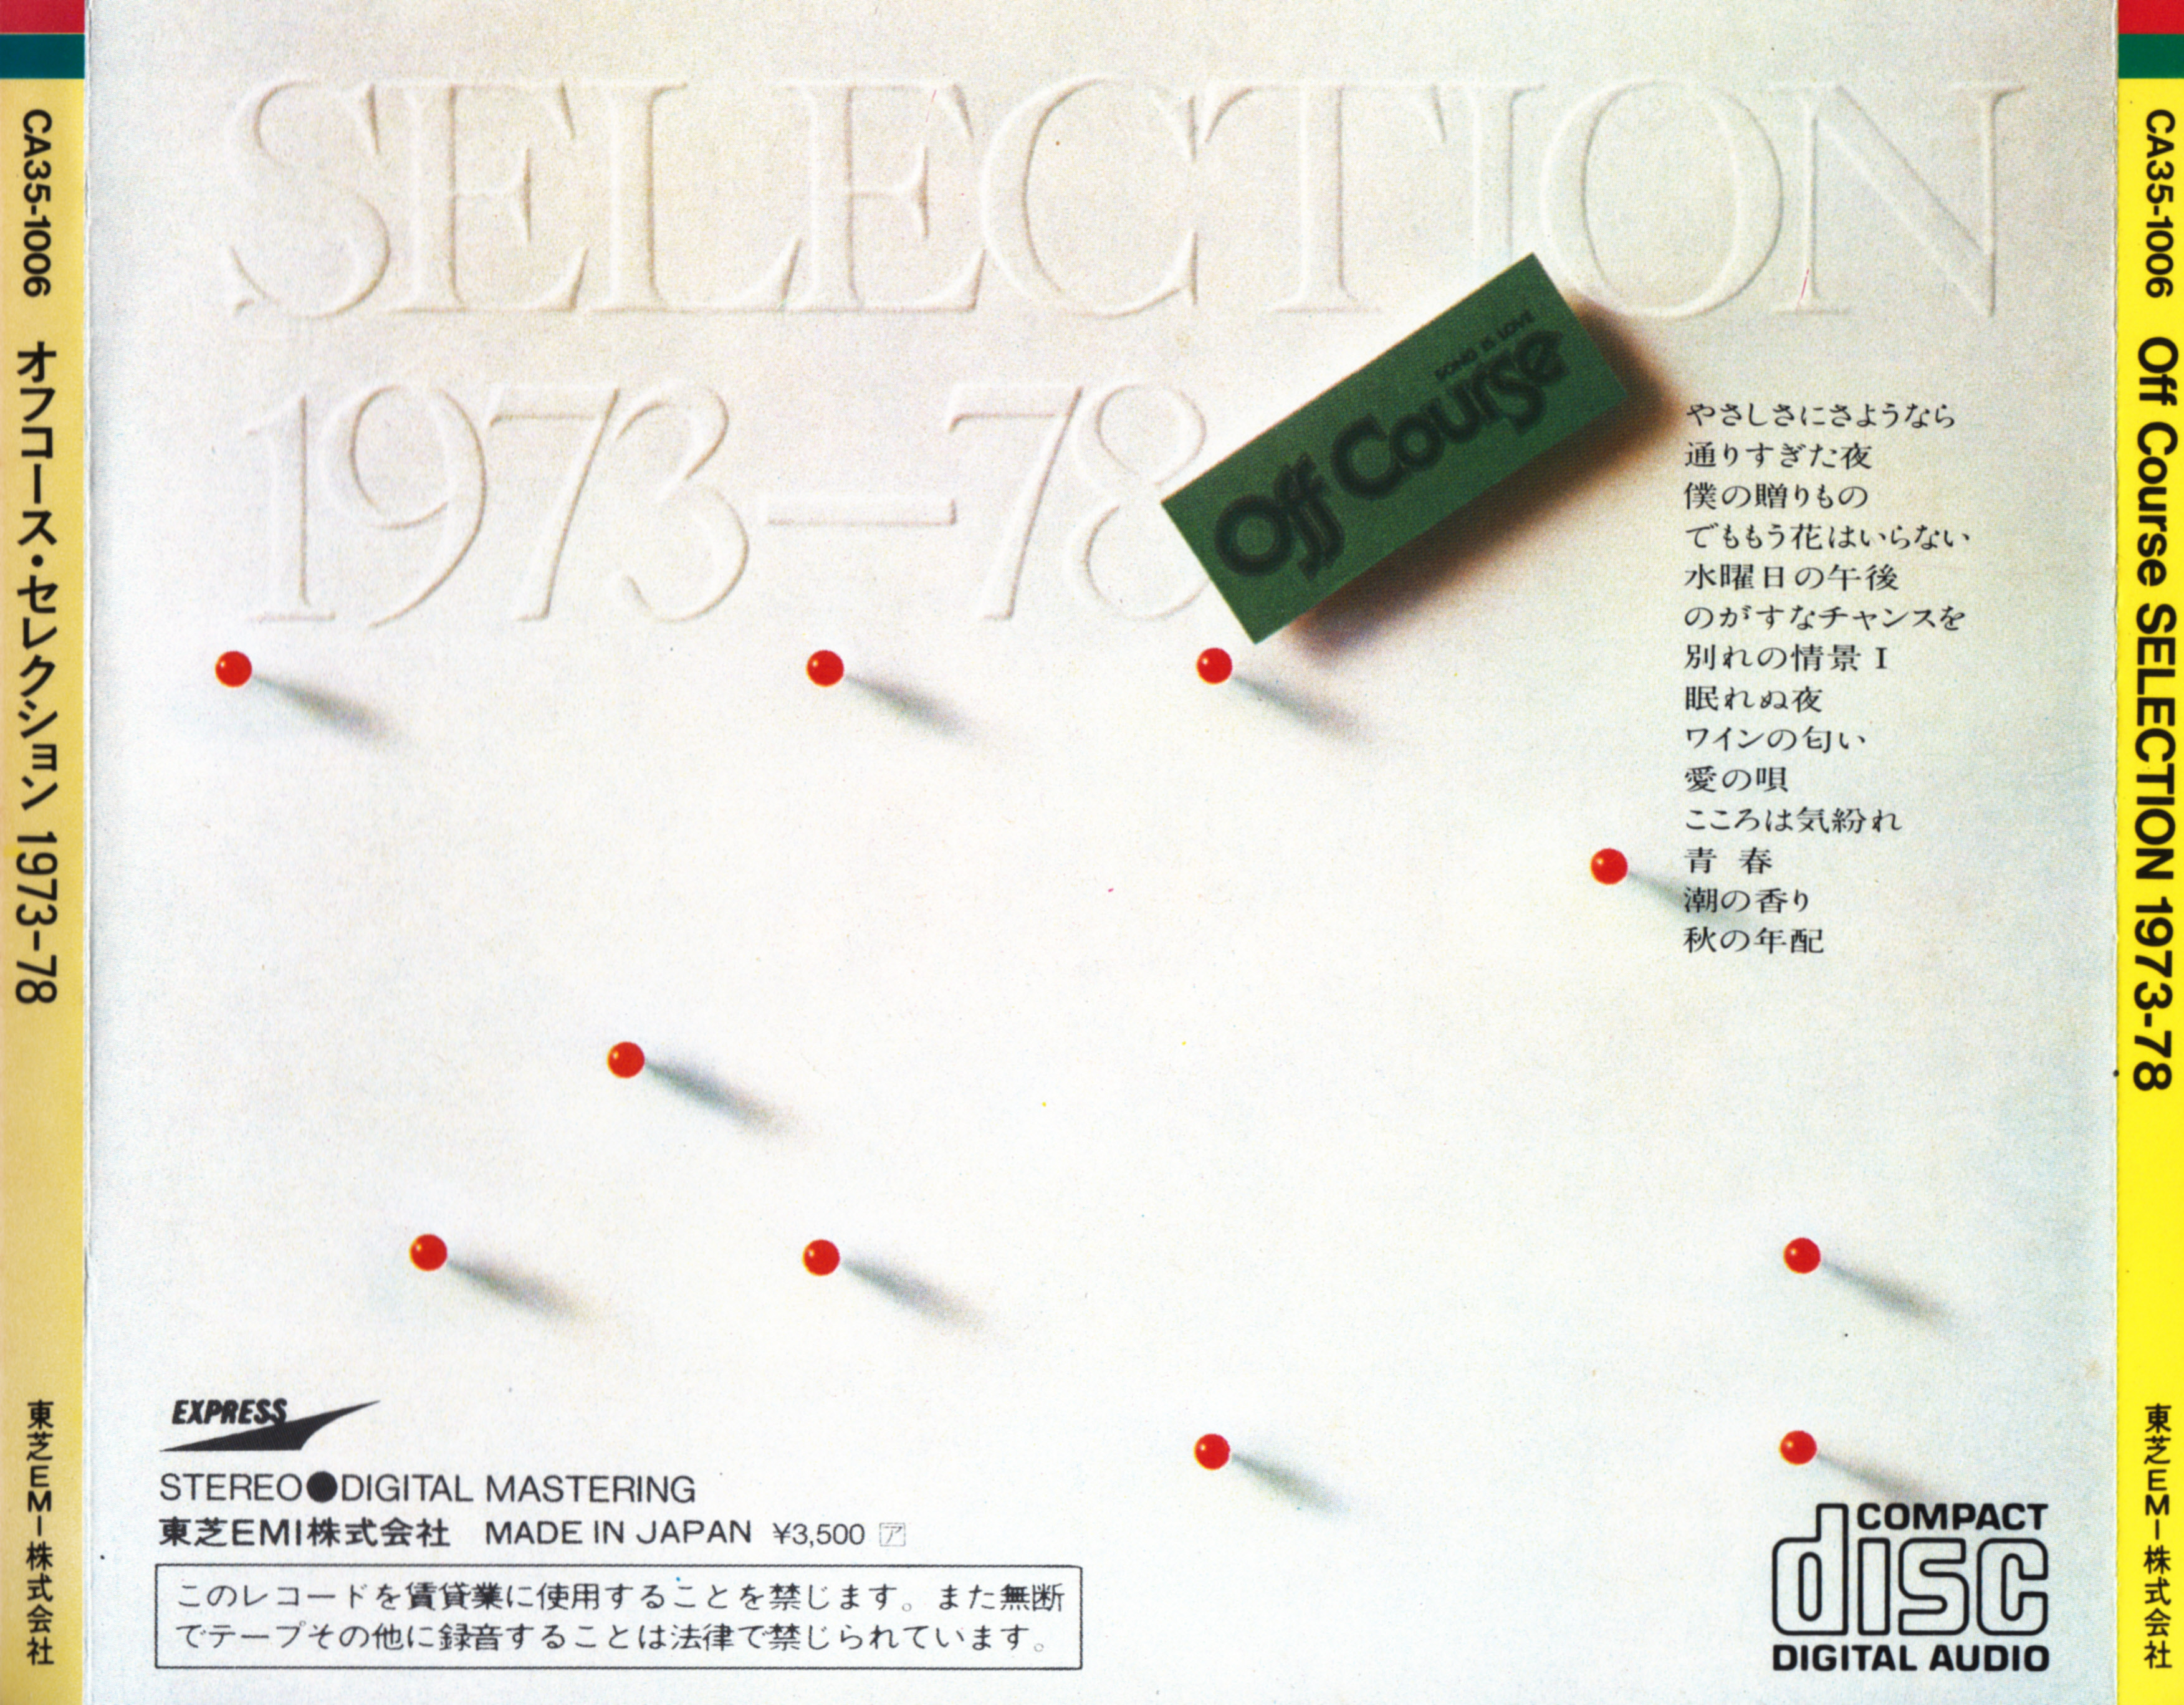 CA35-1006 オフコース・セレクション 1973-78 東芝EMI株式会社
SELECTION
1973—78
SONG IS LOVE
Off Course
やさしさにさようなら
通りすぎた夜
僕の贈りもの
でももう花はいらない
水曜日の午後
のがすなチャンスを
別れの情景 I
眠れぬ夜
ワインの匂い
愛の唄
こころは気紛れ
青 春
潮の香り
秋の年配
EXPRESS
STEREO●DIGITAL MASTERING
東芝EMI株式会社 MADE IN JAPAN ¥3,500 ア
このレコードを賃貸業に使用することを禁じます。また無断
でテープその他に録音することは法律で禁じられています。
COMPACT
disc
DIGITAL AUDIO
CA35-1006 Off Course SELECTION 1973-78 東芝EMI株式会社